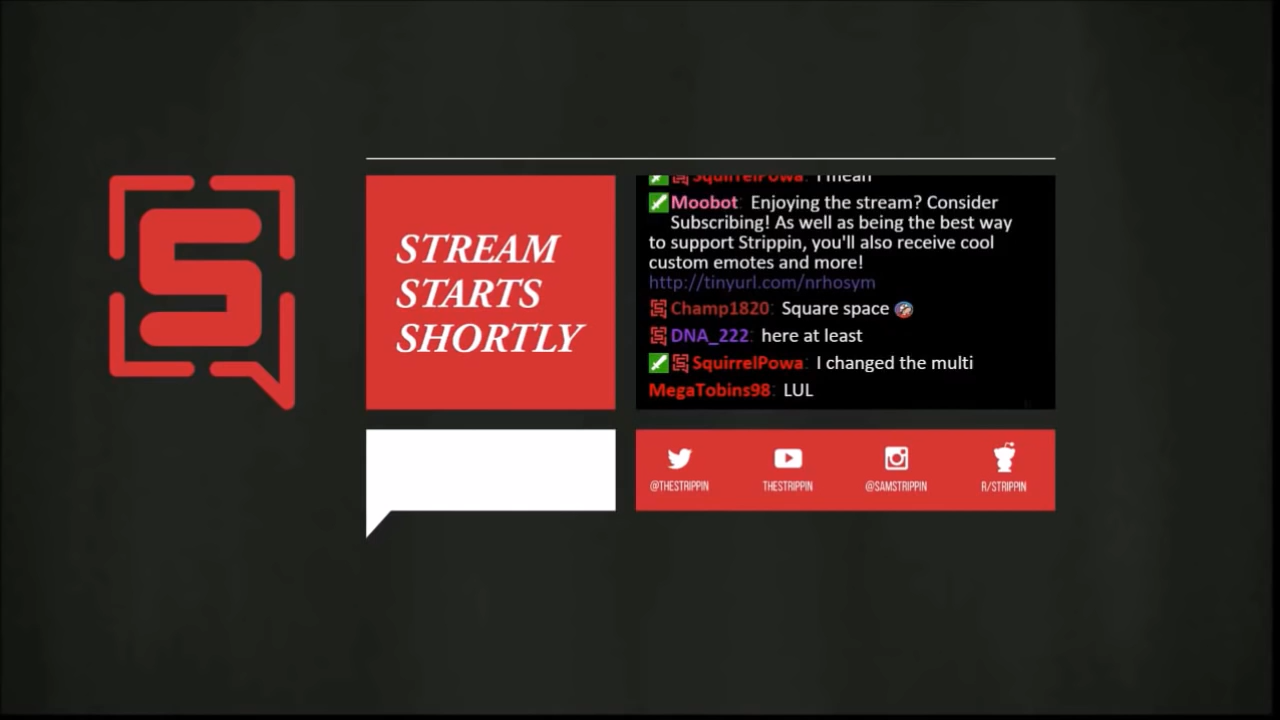 STREAM
STARTS
SHORTLY
SquirrelPowa: I mean
Moobot: Enjoying the stream? Consider
Subscribing! As well as being the best way
to support Strippin, you'll also receive cool
custom emotes and more!
http://tinyurl.com/nrhosym
Champ1820: Square space
DNA_222: here at least
SquirrelPowa: I changed the multi
MegaTobins98: LUL
@THESTRIPPIN THESTRIPPIN @SAMSTRIPPIN R/STRIPPIN